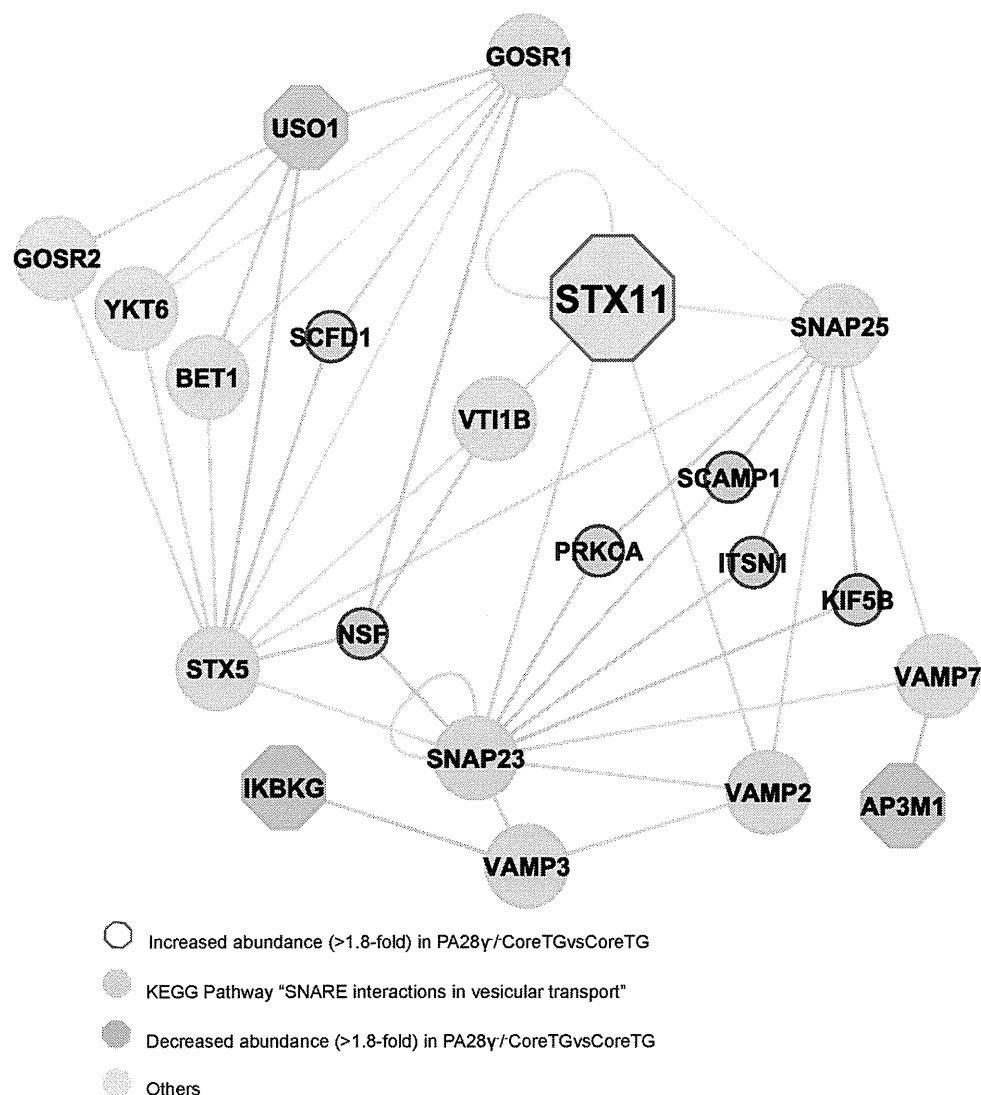 GOSR1
USO1
GOSR2
STX11
YKT6
SNAP25
SCFD1
BET1
VTI1B
SCAMP1
PRKCA
ITSN1
KIF5B
NSF
STX5
VAMP7
SNAP23
IKBKG
VAMP2
AP3M1
VAMP3
Increased abundance (>1.8-fold) in PA28γ-/-CoreTGvsCoreTG
KEGG Pathway "SNARE interactions in vesicular transport"
Decreased abundance (>1.8-fold) in PA28γ-/-CoreTGvsCoreTG
Others